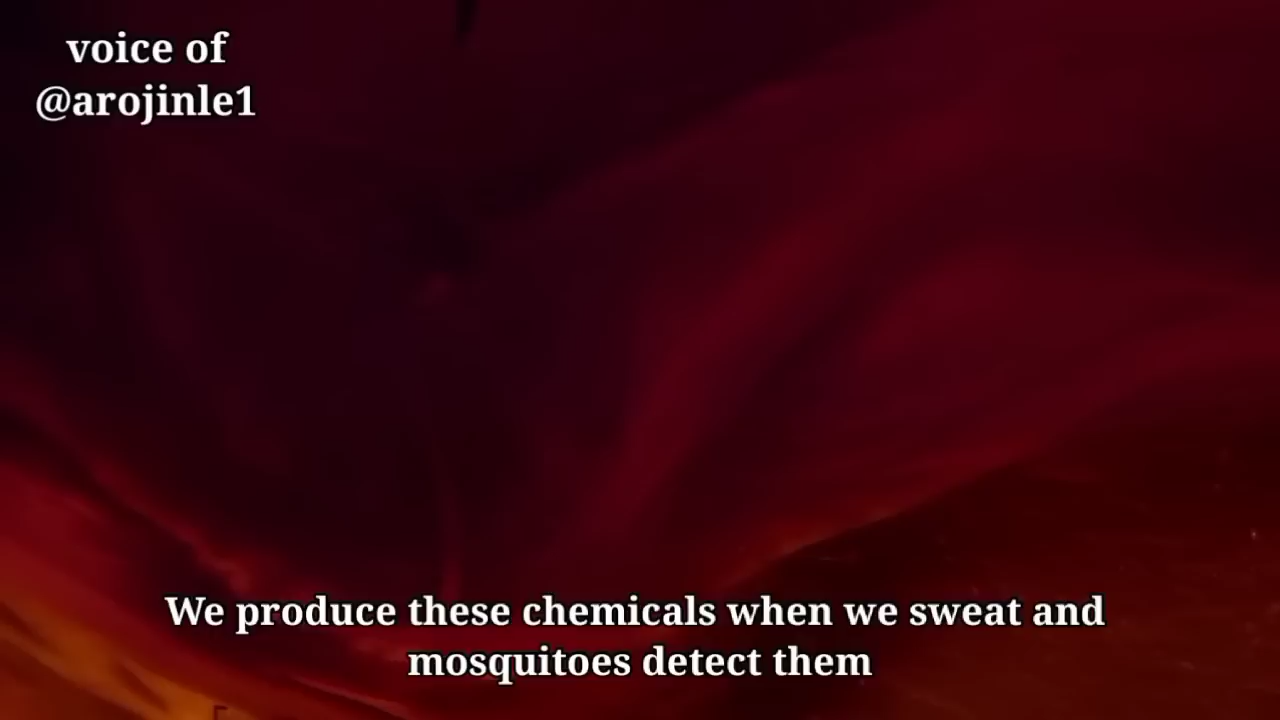 voice of
@arojinle1
We produce these chemicals when we sweat and
mosquitoes detect them